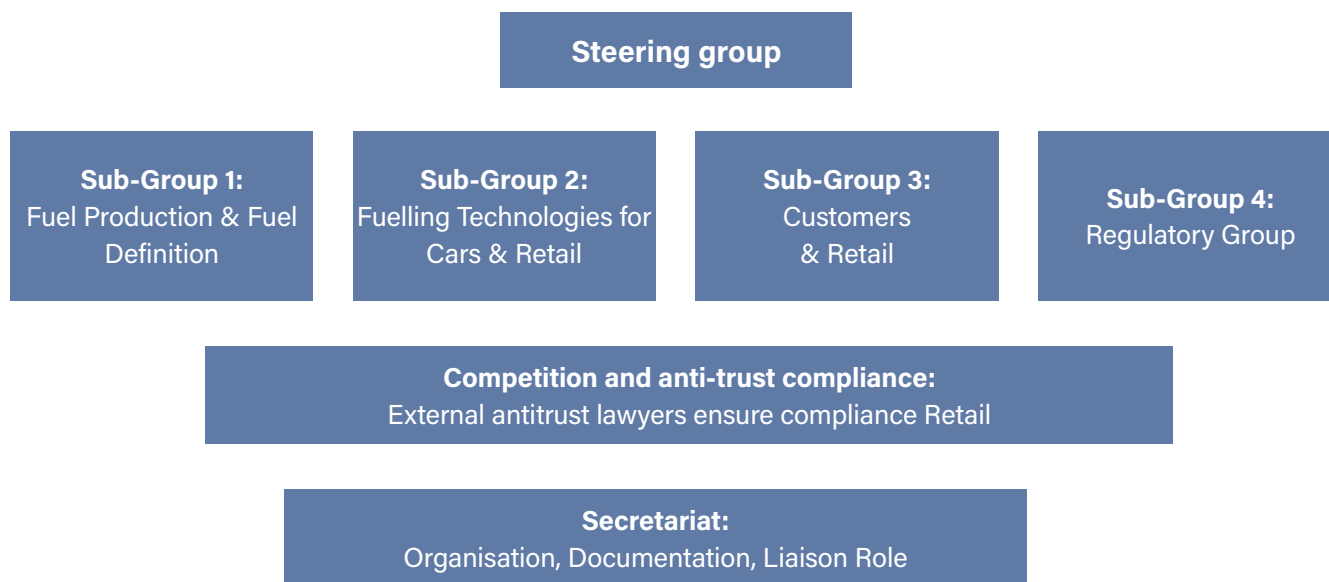 Steering group
Sub-Group 1:
Fuel Production & Fuel
Definition
Sub-Group 2:
Fuelling Technologies for
Cars & Retail
Sub-Group 3:
Customers
& Retail
Sub-Group 4:
Regulatory Group
Competition and anti-trust compliance:
External antitrust lawyers ensure compliance Retail
Secretariat:
Organisation, Documentation, Liaison Role